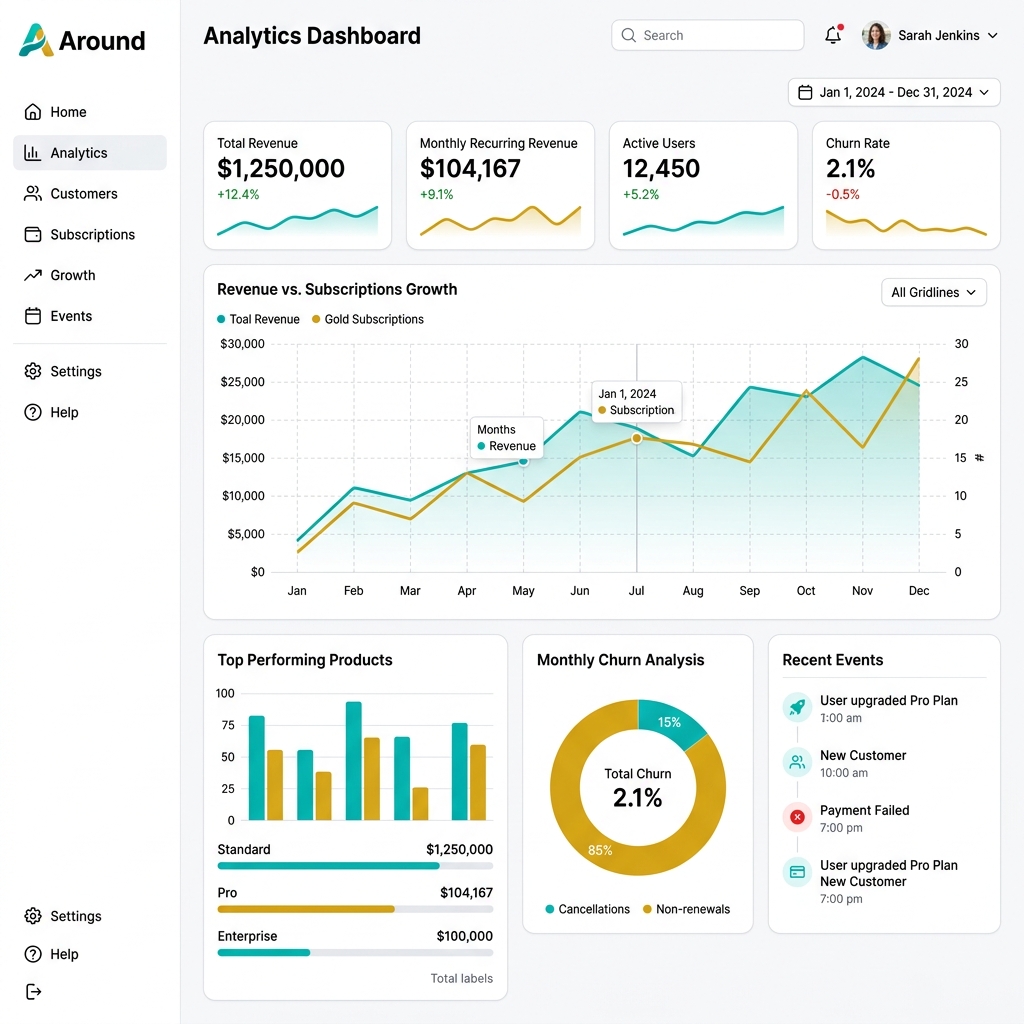 Around
Home
Analytics
Customers
Subscriptions
Growth
Events
Settings
Help
Settings
Help
Analytics Dashboard
Search
Sarah Jenkins
Jan 1, 2024 - Dec 31, 2024
Total Revenue
$1,250,000
+12.4%
Monthly Recurring Revenue
$104,167
+9.1%
Active Users
12,450
+5.2%
Churn Rate
2.1%
-0.5%
Revenue vs. Subscriptions Growth
All Gridlines
Toal Revenue
Gold Subscriptions
$30,000
$25,000
$20,000
$15,000
$10,000
$5,000
$0
30
25
20
15
10
5
0
#
Months
Revenue
Jan 1, 2024
Subscription
Jan Feb Mar Apr May Jun Jul Aug Sep Oct Nov Dec
Top Performing Products
100
75
50
25
0
Standard $1,250,000
Pro $104,167
Enterprise $100,000
Total labels
Monthly Churn Analysis
15%
Total Churn
2.1%
85%
Cancellations Non-renewals
Recent Events
User upgraded Pro Plan
1:00 am
New Customer
10:00 am
Payment Failed
7:00 pm
User upgraded Pro Plan
New Customer
7:00 pm